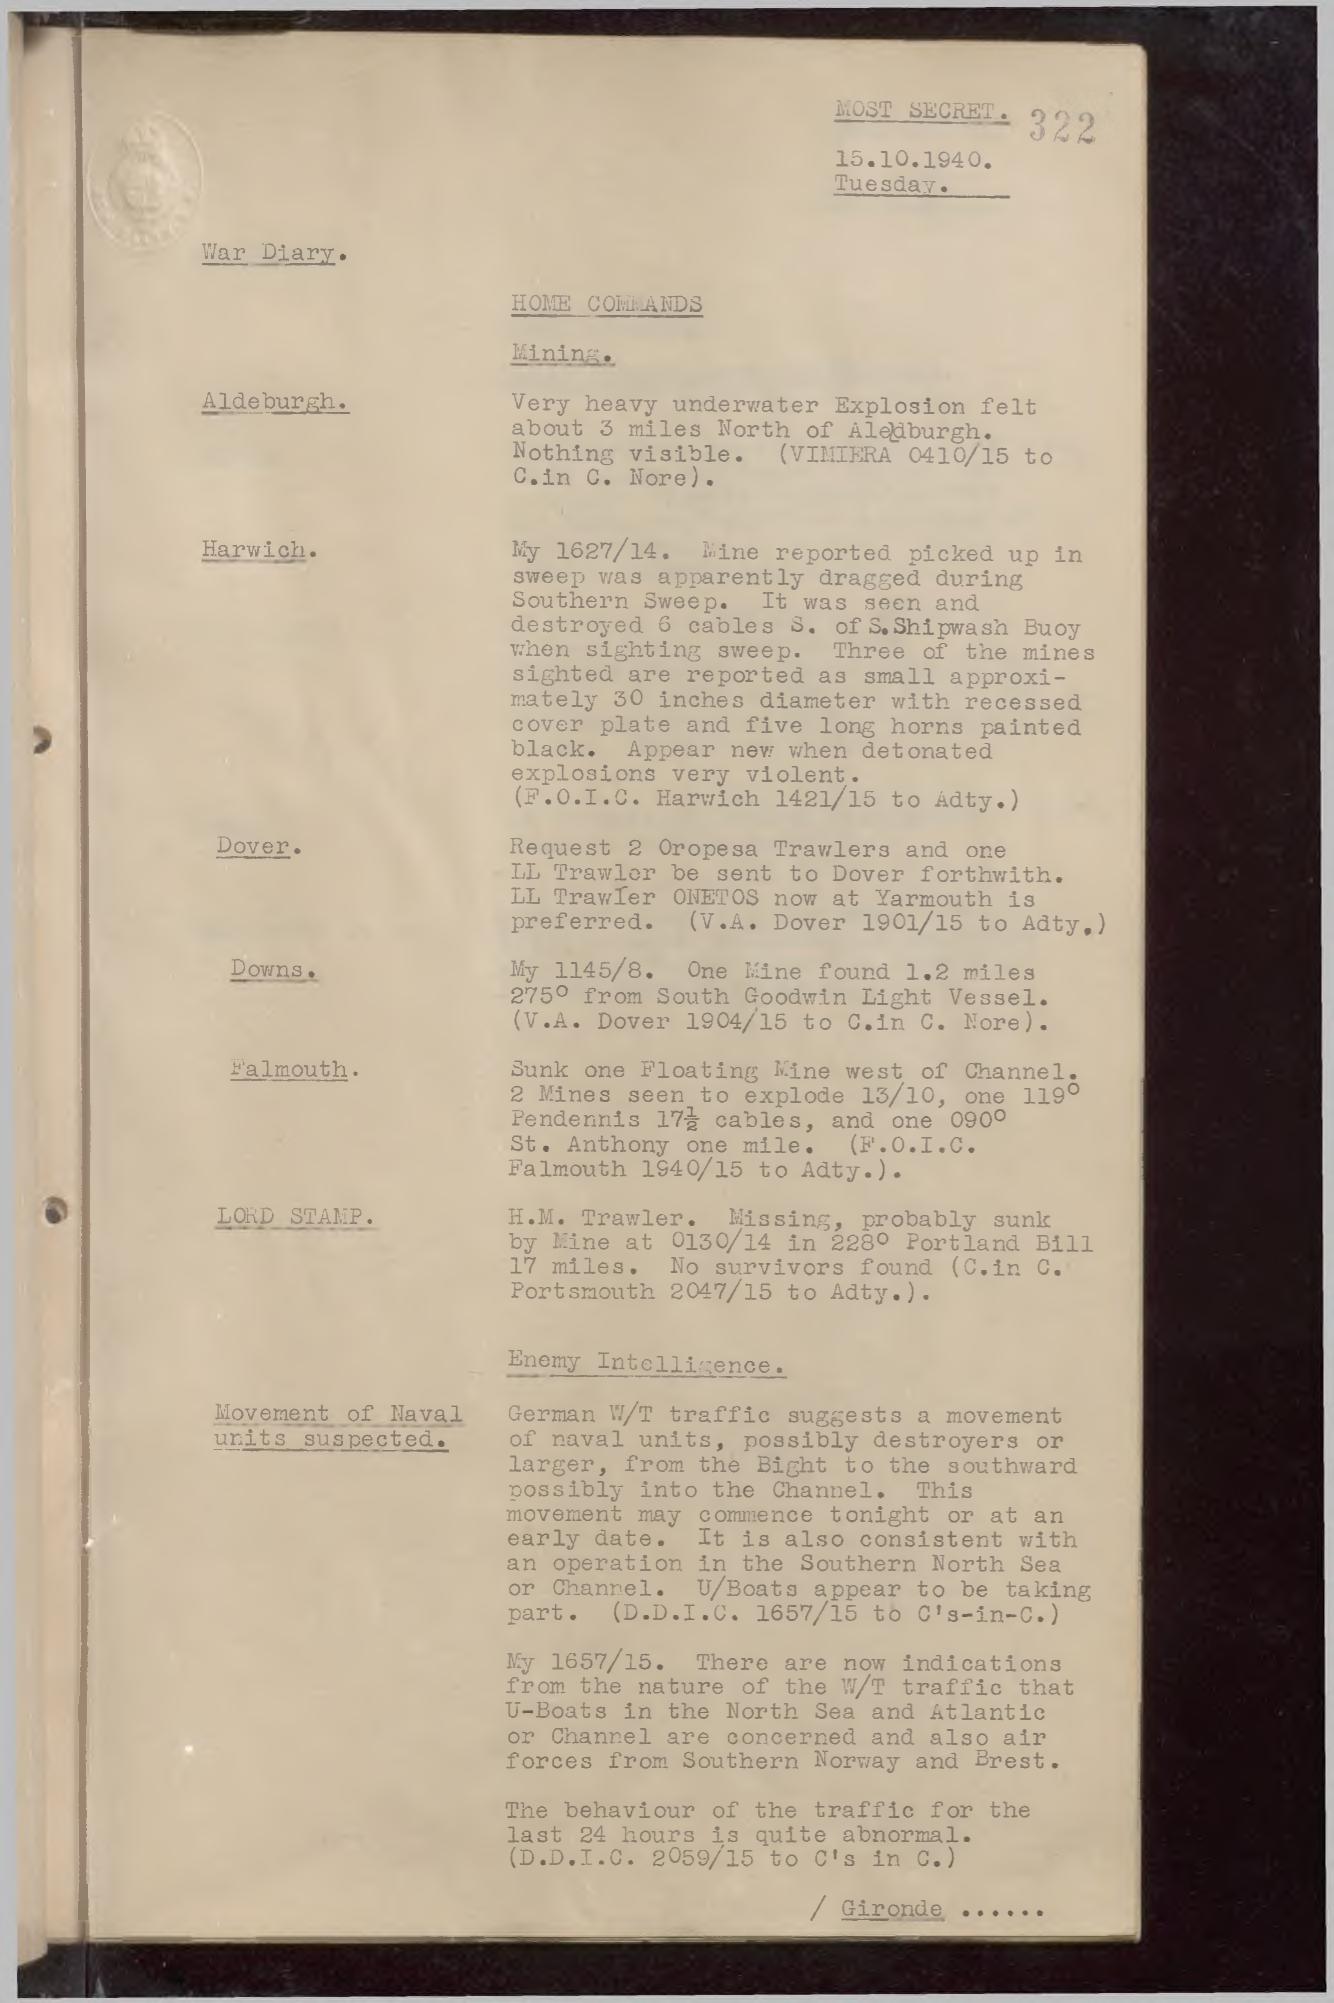 MOST SECRET. 322
15.10.1940.
Tuesday.
War Diary.
HOME COMMANDS
Mining.
Aldeburgh.
Very heavy underwater Explosion felt
about 3 miles North of Aledburgh.
Nothing visible. (VIMIERA 0410/15 to
C.in C. Nore).
Harwich.
My 1627/14. Mine reported picked up in
sweep was apparently dragged during
Southern Sweep. It was seen and
destroyed 6 cables S. of S.Shipwash Buoy
when sighting sweep. Three of the mines
sighted are reported as small approxi-
mately 30 inches diameter with recessed
cover plate and five long horns painted
black. Appear new when detonated
explosions very violent.
(F.O.I.C. Harwich 1421/15 to Adty.)
Dover.
Request 2 Oropesa Trawlers and one
LL Trawler be sent to Dover forthwith.
LL Trawler ONETOS now at Yarmouth is
preferred. (V.A. Dover 1901/15 to Adty.)
Downs.
My 1145/8. One Mine found 1.2 miles
275° from South Goodwin Light Vessel.
(V.A. Dover 1904/15 to C.in C. Nore).
Falmouth.
Sunk one Floating Mine west of Channel.
2 Mines seen to explode 13/10, one 119°
Pendennis 17½ cables, and one 090°
St. Anthony one mile. (F.O.I.C.
Falmouth 1940/15 to Adty.).
LORD STAMP.
H.M. Trawler. Missing, probably sunk
by Mine at 0130/14 in 228° Portland Bill
17 miles. No survivors found (C.in C.
Portsmouth 2047/15 to Adty.).
Enemy Intelligence.
Movement of Naval
units suspected.
German W/T traffic suggests a movement
of naval units, possibly destroyers or
larger, from the Bight to the southward
possibly into the Channel. This
movement may commence tonight or at an
early date. It is also consistent with
an operation in the Southern North Sea
or Channel. U/Boats appear to be taking
part. (D.D.I.C. 1657/15 to C's-in-C.)
My 1657/15. There are now indications
from the nature of the W/T traffic that
U-Boats in the North Sea and Atlantic
or Channel are concerned and also air
forces from Southern Norway and Brest.
The behaviour of the traffic for the
last 24 hours is quite abnormal.
(D.D.I.C. 2059/15 to C's in C.)
/ Gironde ......